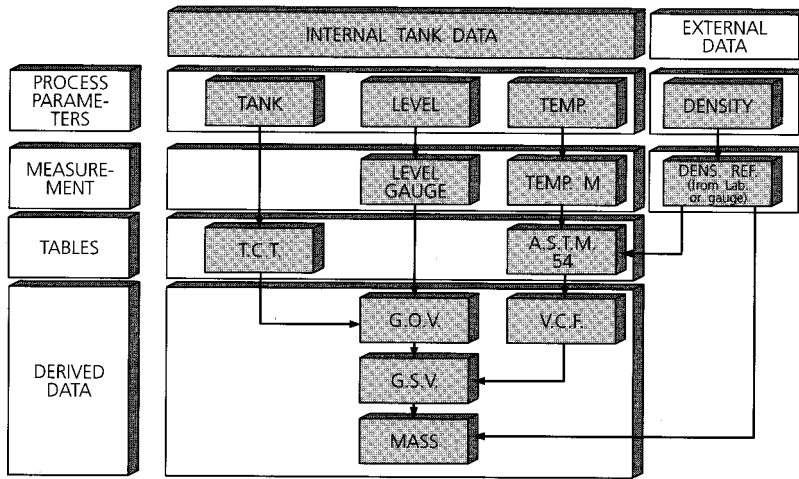 INTERNAL TANK DATA
EXTERNAL
DATA
PROCESS
PARAME-
TERS
TANK
LEVEL
TEMP.
DENSITY
MEASURE-
MENT
LEVEL
GAUGE
TEMP. M
DENS. REF.
(from Lab.
or gauge)
TABLES
T.C.T.
A.S.T.M.
54
DERIVED
DATA
G.O.V.
V.C.F.
G.S.V.
MASS